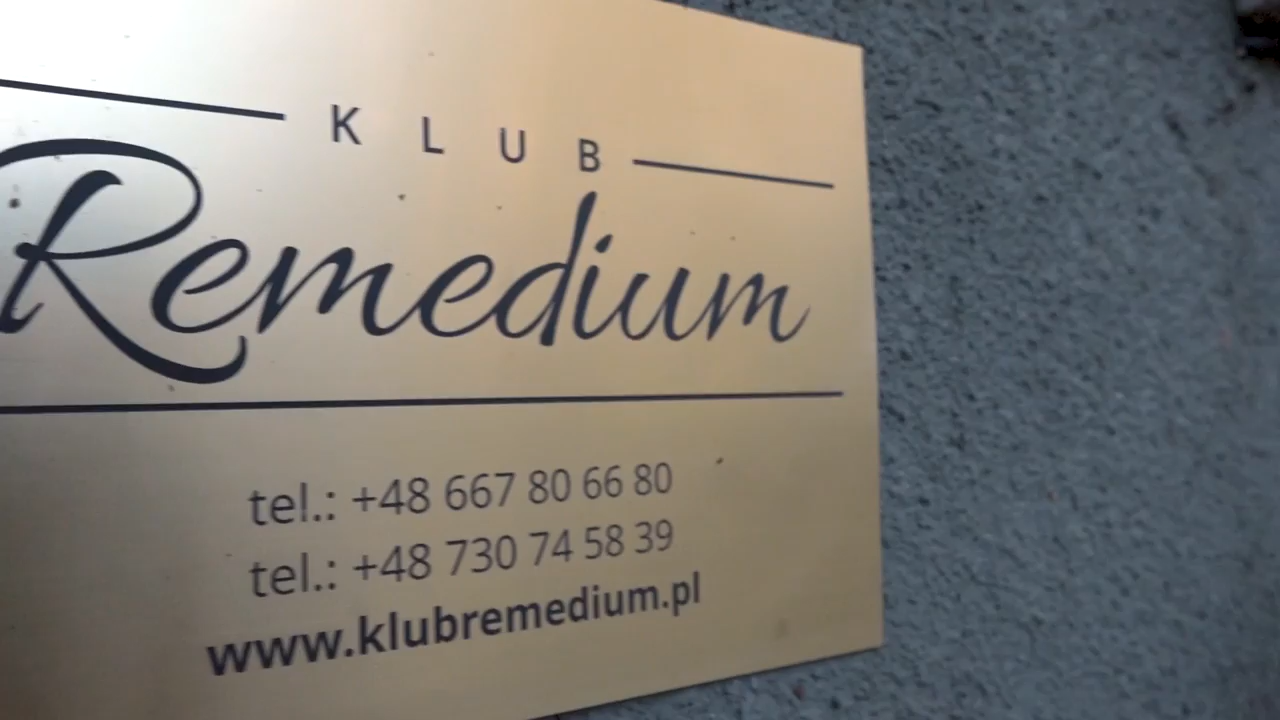 KLUB
Remedium
tel.: +48 667 80 66 80
tel.: +48 730 74 58 39
www.klubremedium.pl